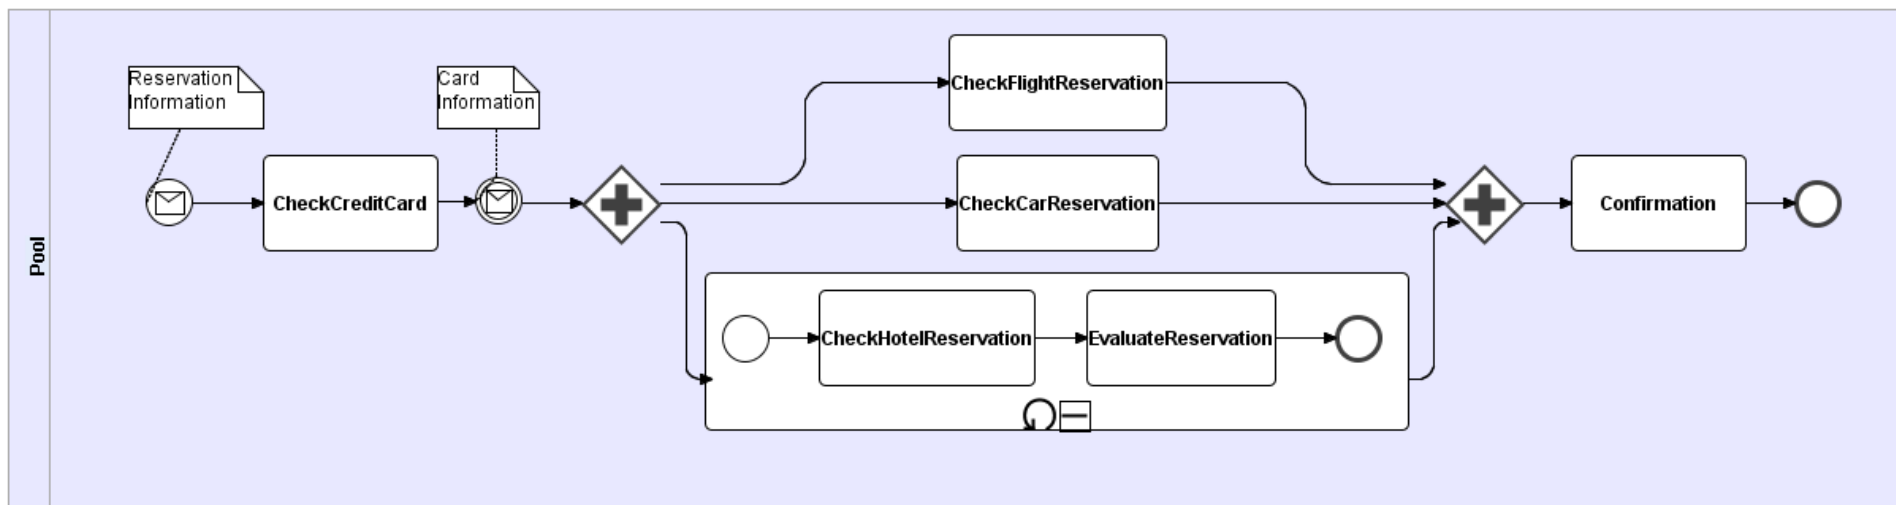 Pool
Reservation
Information
Card
Information
CheckCreditCard
CheckFlightReservation
CheckCarReservation
CheckHotelReservation
EvaluateReservation
Confirmation